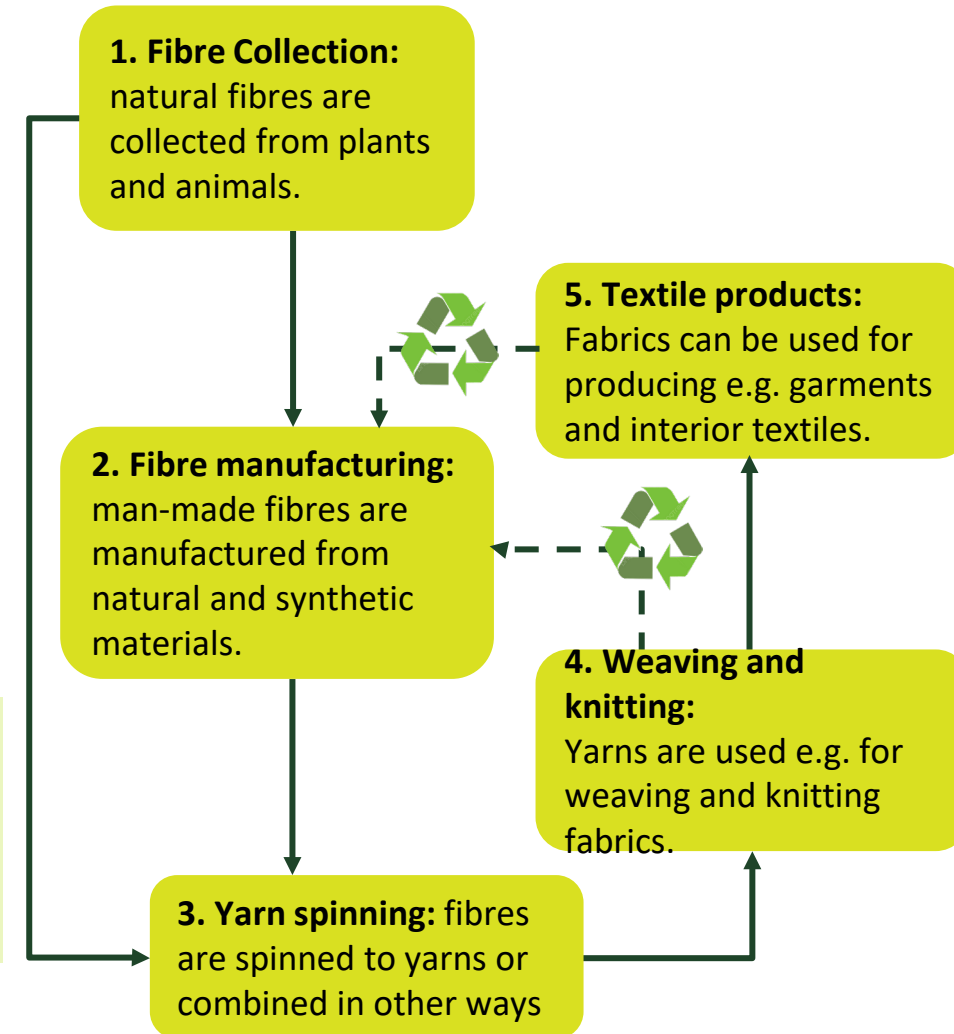 1. Fibre Collection:
natural fibres are
collected from plants
and animals.
2. Fibre manufacturing:
man-made fibres are
manufactured from
natural and synthetic
materials.
3. Yarn spinning: fibres
are spinned to yarns or
combined in other ways
4. Weaving and
knitting:
Yarns are used e.g. for
weaving and knitting
fabrics.
5. Textile products:
Fabrics can be used for
producing e.g. garments
and interior textiles.